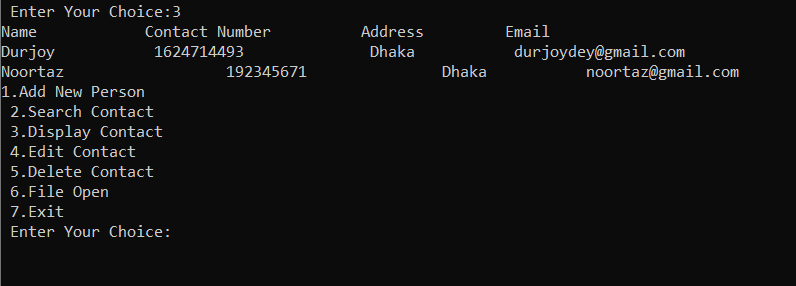 Enter Your Choice:3
Name Contact Number Address Email
Durjoy 1624714493 Dhaka durjoydey@gmail.com
Noortaz 192345671 Dhaka noortaz@gmail.com
1.Add New Person
2.Search Contact
3.Display Contact
4.Edit Contact
5.Delete Contact
6.File Open
7.Exit
Enter Your Choice: